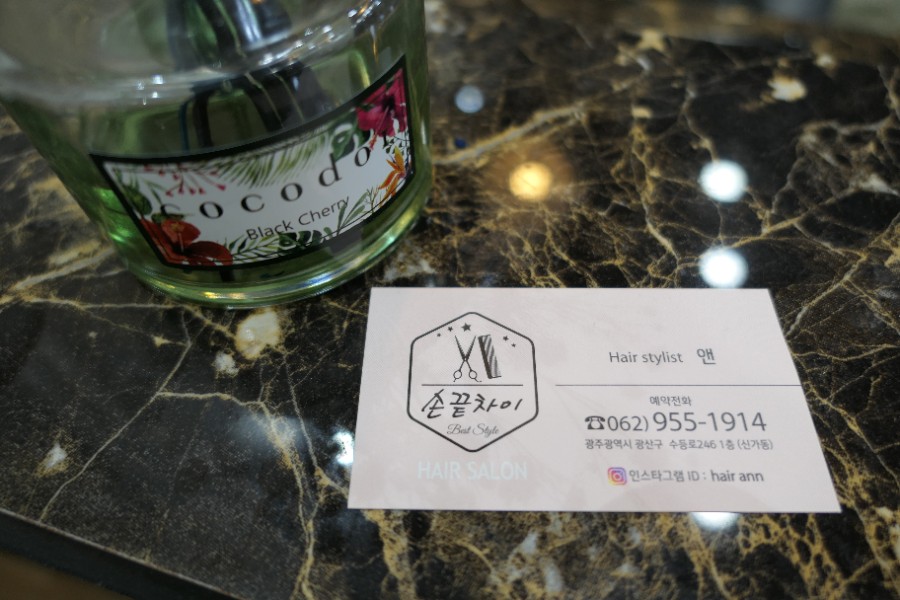 cocodor
Black Cherry
손끝차이
Best Style
HAIR SALON
Hair stylist 앤
예약전화
☎062)955-1914
광주광역시 광산구 수등로246 1층 (신가동)
인스타그램 ID : hair ann